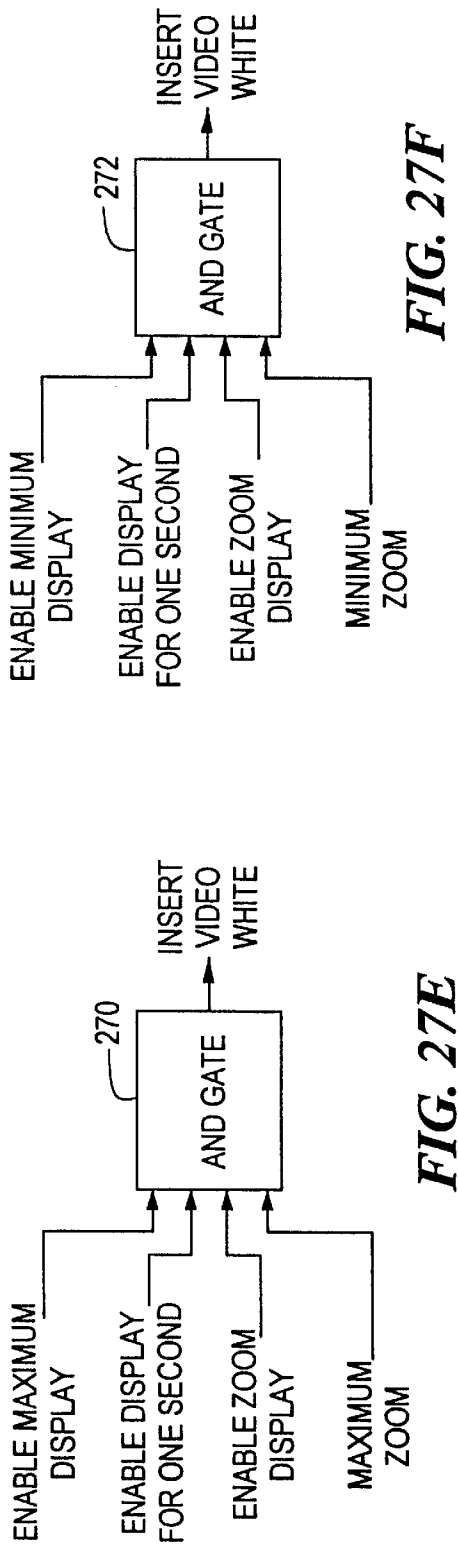 ENABLE MAXIMUM
DISPLAY
ENABLE DISPLAY
FOR ONE SECOND
ENABLE ZOOM
DISPLAY
MAXIMUM
ZOOM
270
AND GATE
INSERT
VIDEO
WHITE
FIG. 27E
ENABLE MINIMUM
DISPLAY
ENABLE DISPLAY
FOR ONE SECOND
ENABLE ZOOM
DISPLAY
MINIMUM
ZOOM
272
AND GATE
INSERT
VIDEO
WHITE
FIG. 27F